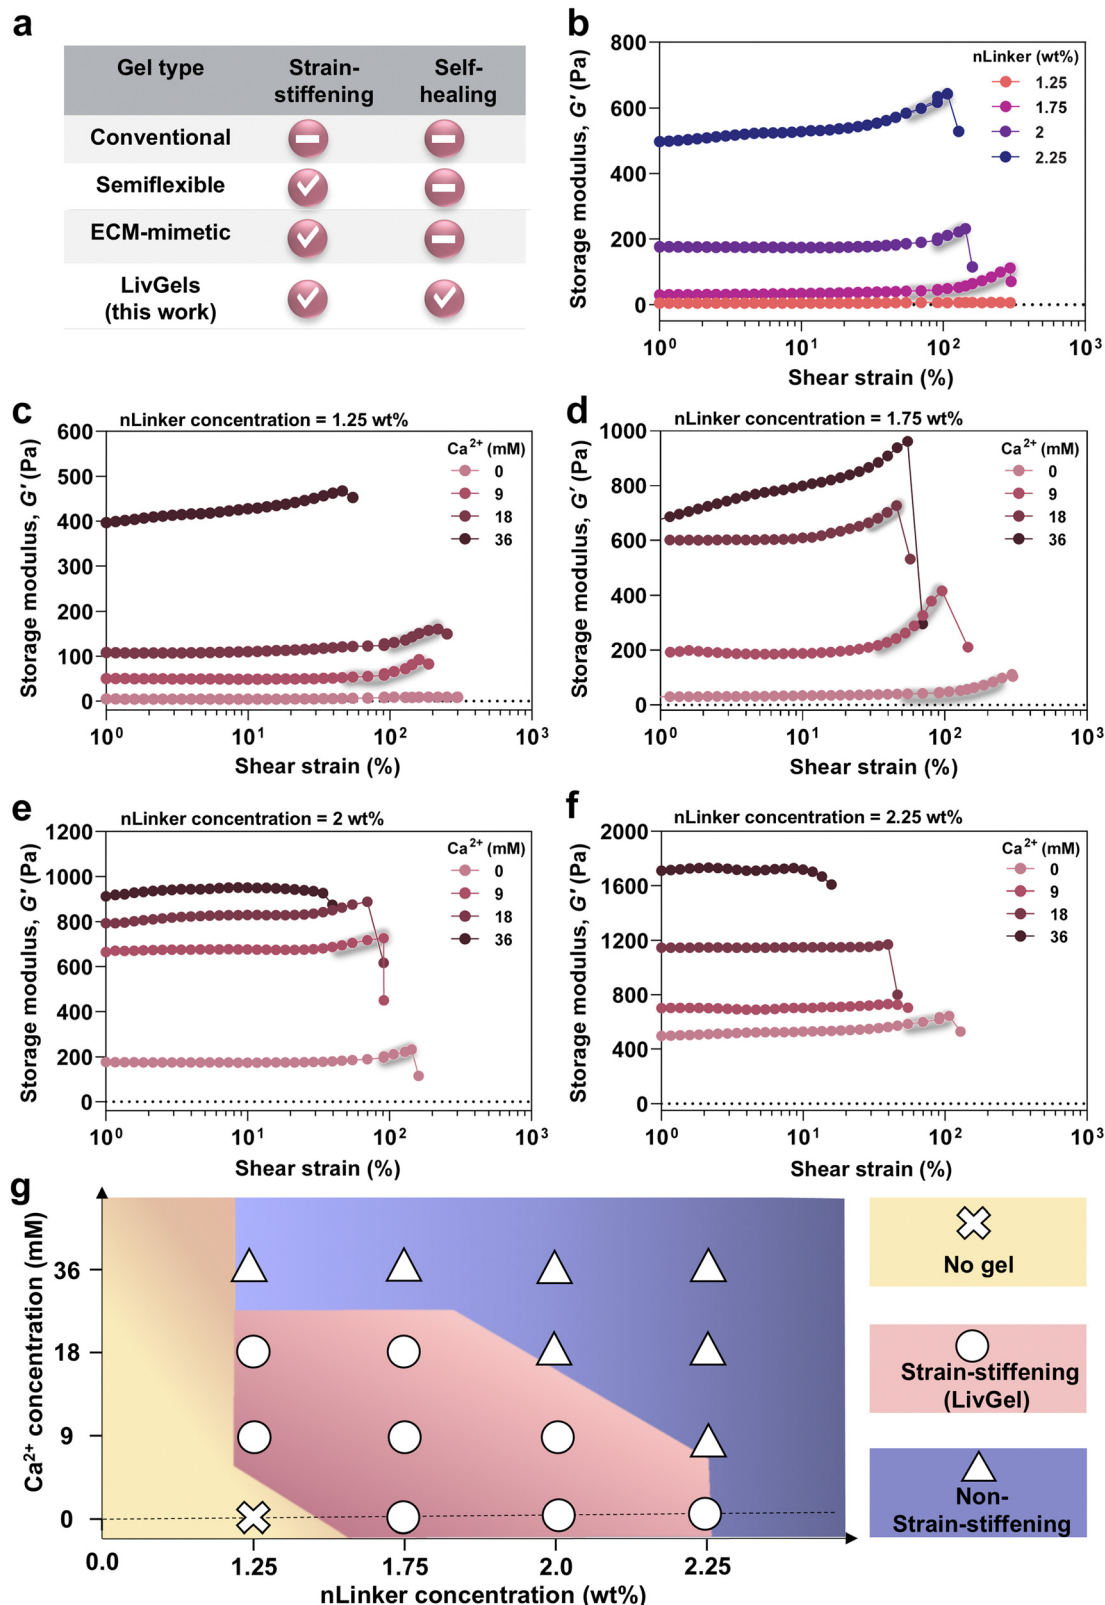 a
Gel type
Strain-
stiffening
Self-
healing
Conventional
Semiflexible
ECM-mimetic
LivGels
(this work)
b
Storage modulus, G′ (Pa)
800
600
400
200
0
nLinker (wt%)
1.25
1.75
2
2.25
10⁰
10¹
10²
10³
Shear strain (%)
c
nLinker concentration = 1.25 wt%
Storage modulus, G′ (Pa)
600
500
400
300
200
100
0
Ca²⁺ (mM)
0
9
18
36
10⁰
10¹
10²
10³
Shear strain (%)
d
nLinker concentration = 1.75 wt%
Storage modulus, G′ (Pa)
1000
800
600
400
200
0
Ca²⁺ (mM)
0
9
18
36
10⁰
10¹
10²
10³
Shear strain (%)
e
nLinker concentration = 2 wt%
Storage modulus, G′ (Pa)
1200
1000
800
600
400
200
0
Ca²⁺ (mM)
0
9
18
36
10⁰
10¹
10²
10³
Shear strain (%)
f
nLinker concentration = 2.25 wt%
Storage modulus, G′ (Pa)
2000
1600
1200
800
400
0
Ca²⁺ (mM)
0
9
18
36
10⁰
10¹
10²
10³
Shear strain (%)
g
Ca²⁺ concentration (mM)
36
18
9
0
0.0
1.25
1.75
2.0
2.25
nLinker concentration (wt%)
No gel
Strain-stiffening
(LivGel)
Non-
Strain-stiffening